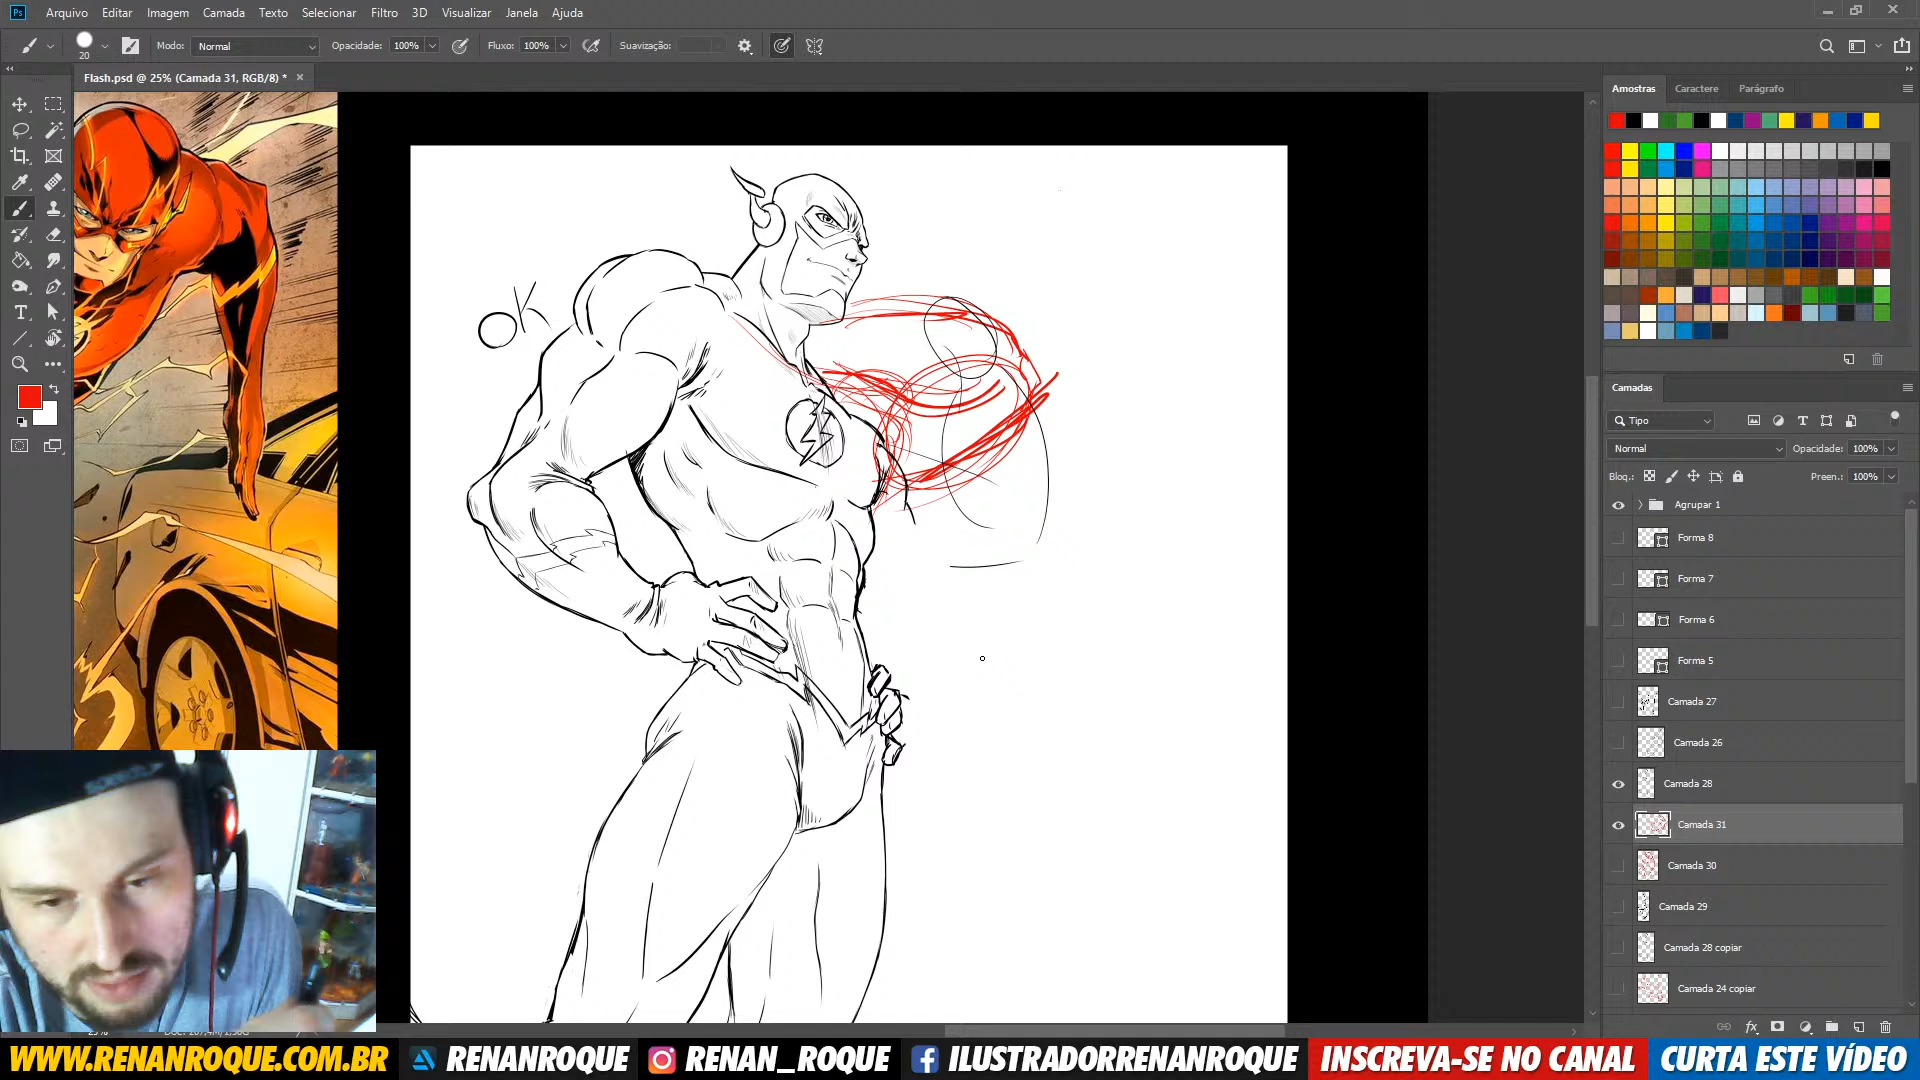 Ps Arquivo Editar Imagem Camada Texto Selecionar Filtro 3D Visualizar Janela Ajuda
20 Modo: Normal Opacidade: 100% Fluxo: 100% Suavização:
Flash.psd @ 25% (Camada 31, RGB/8) *
OK
Amostras Caractere Parágrafo
Camadas
Tipo
Normal Opacidade: 100%
Bloq.: Preen.: 100%
Agrupar 1
Forma 8
Forma 7
Forma 6
Forma 5
Camada 27
Camada 26
Camada 28
Camada 31
Camada 30
Camada 29
Camada 28 copiar
Camada 24 copiar
WWW.RENANROQUE.COM.BR RENANROQUE RENAN_ROQUE ILUSTRADORRENANROQUE INSCREVA-SE NO CANAL CURTA ESTE VÍDEO